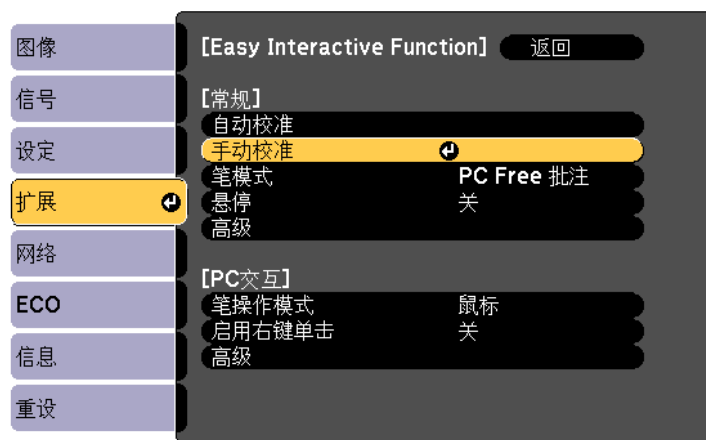 图像
信号
设定
扩展
网络
ECO
信息
重设
[Easy Interactive Function] 返回
[常规]
自动校准
手动校准
笔模式 PC Free 批注
悬停 关
高级
[PC交互]
笔操作模式 鼠标
启用右键单击 关
高级